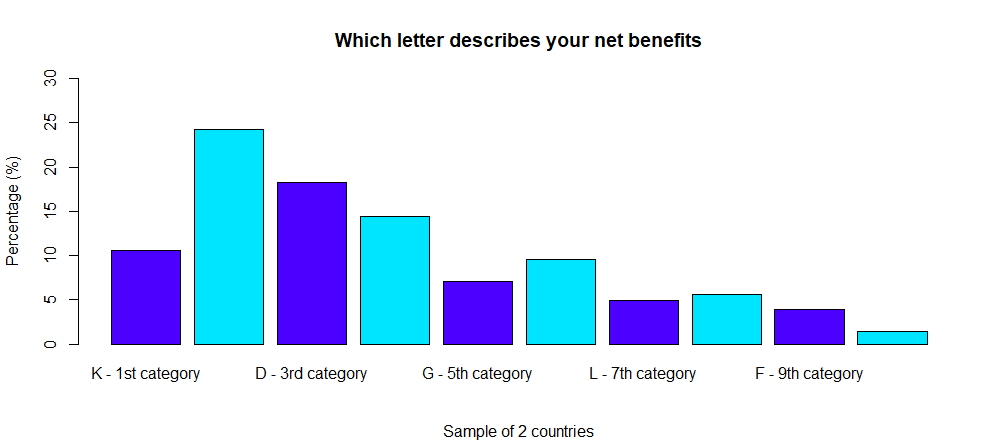 Which letter describes your net benefits
Percentage (%)
30
25
20
15
10
5
0
K - 1st category
D - 3rd category
G - 5th category
L - 7th category
F - 9th category
Sample of 2 countries